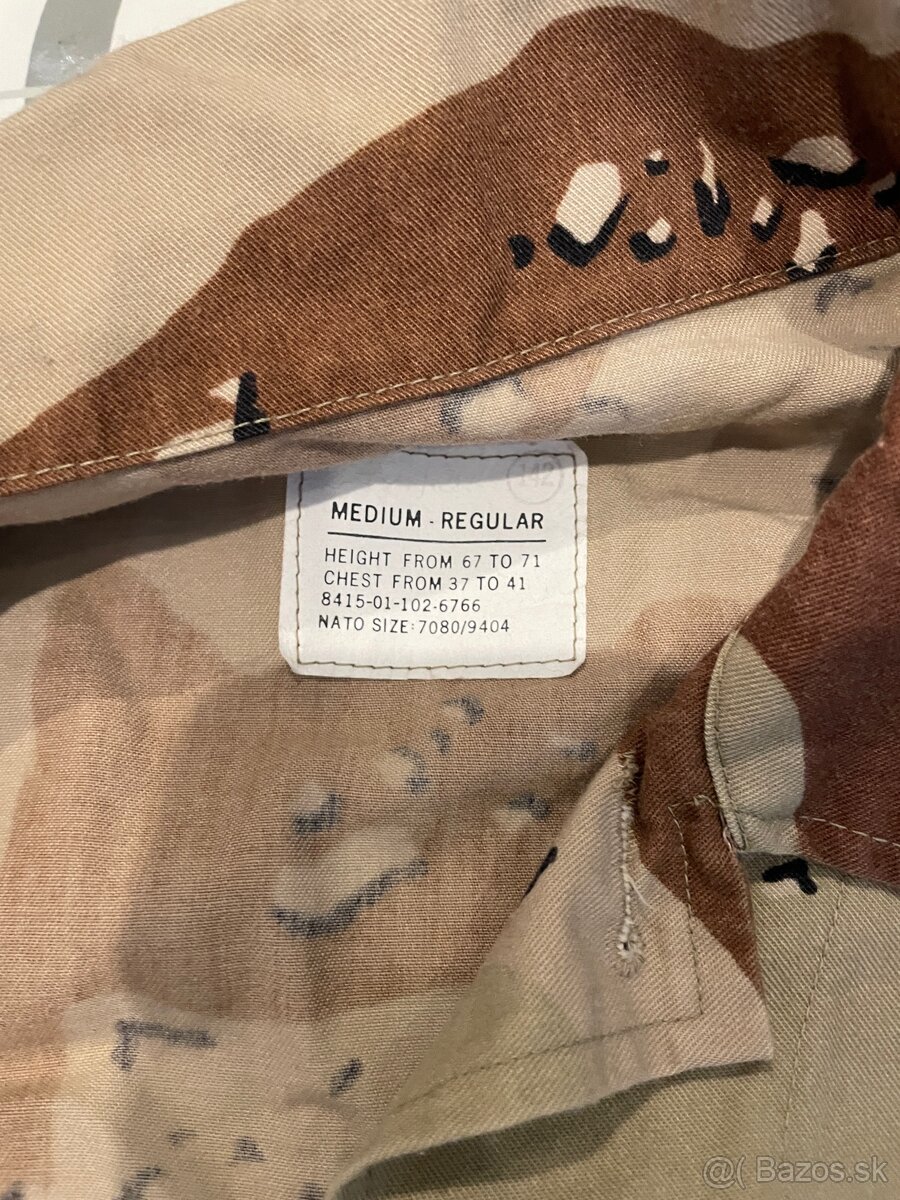 142
MEDIUM - REGULAR
HEIGHT FROM 67 TO 71
CHEST FROM 37 TO 41
8415-01-102-6766
NATO SIZE: 7080/9404
@( Bazos.sk